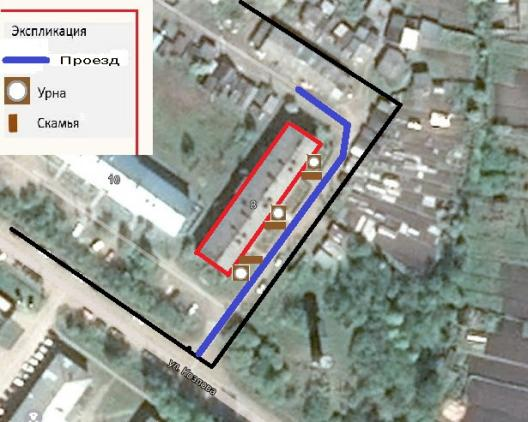 Экспликация
Проезд
Урна
Скамья
10
8
ул. Козлова